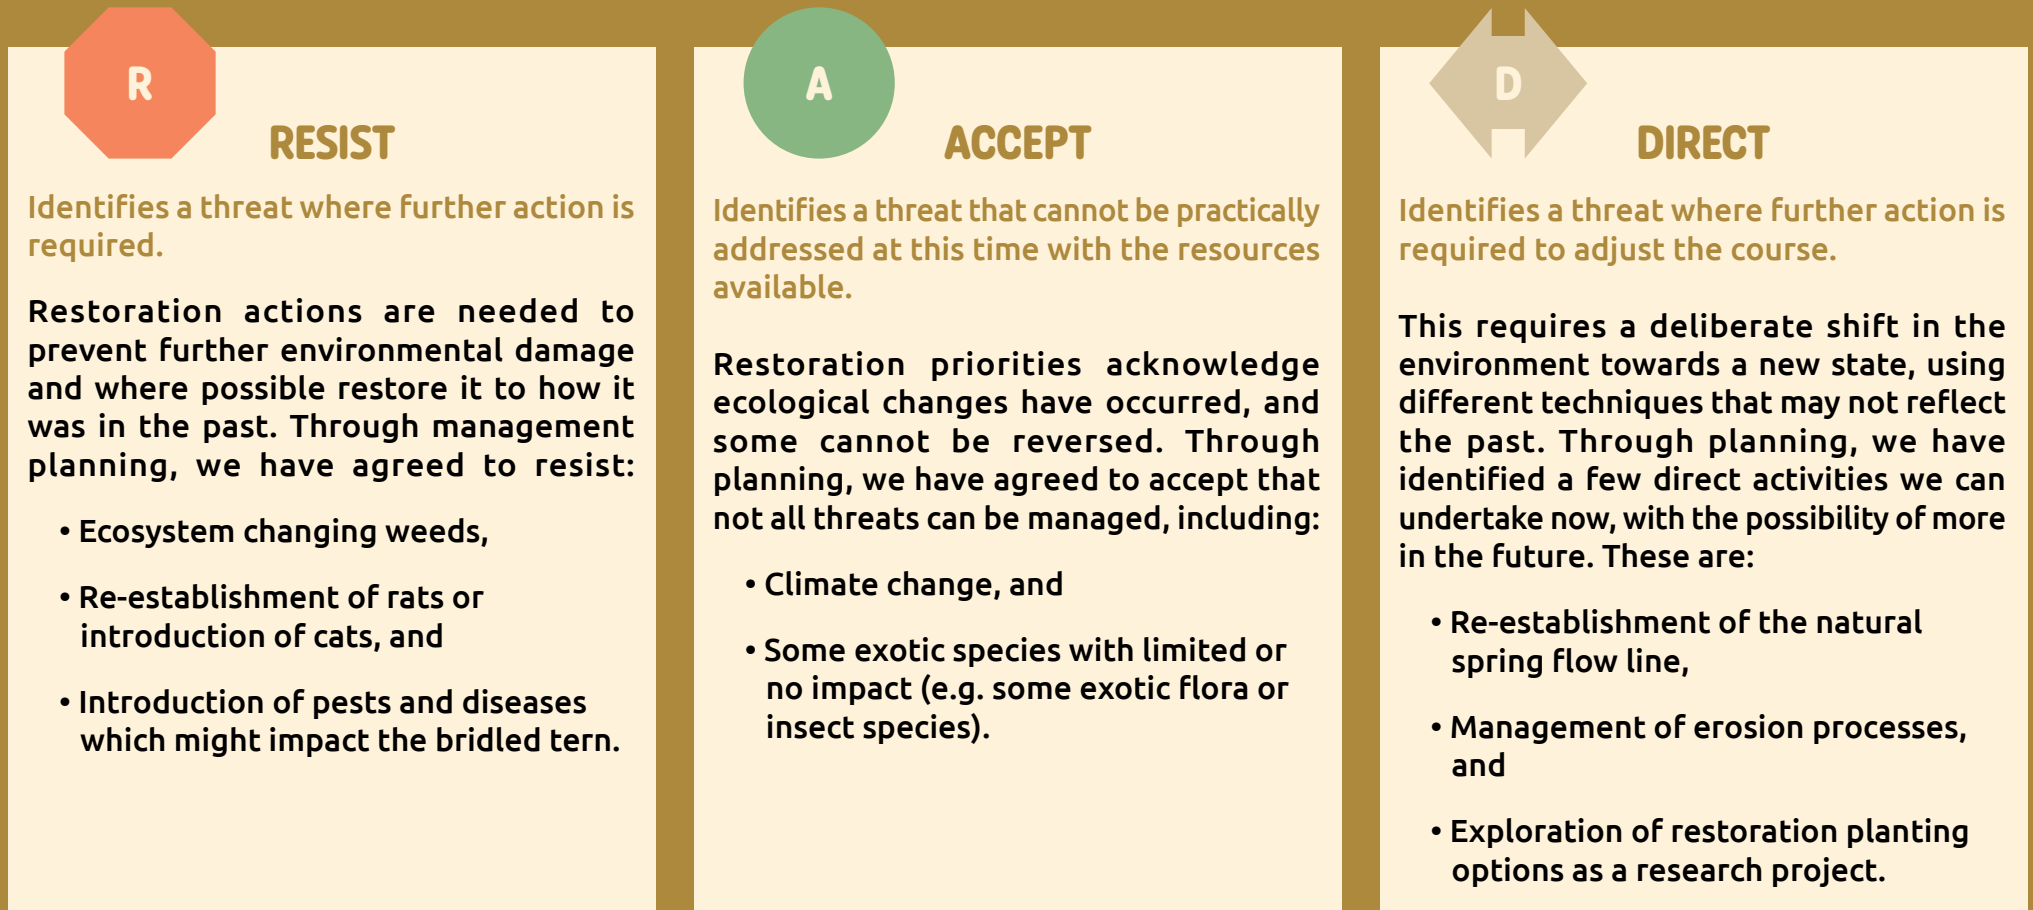 R
RESIST
Identifies a threat where further action is
required.
Restoration actions are needed to
prevent further environmental damage
and where possible restore it to how it
was in the past. Through management
planning, we have agreed to resist:
• Ecosystem changing weeds,
• Re-establishment of rats or
introduction of cats, and
• Introduction of pests and diseases
which might impact the bridled tern.
A
ACCEPT
Identifies a threat that cannot be practically
addressed at this time with the resources
available.
Restoration priorities acknowledge
ecological changes have occurred, and
some cannot be reversed. Through
planning, we have agreed to accept that
not all threats can be managed, including:
• Climate change, and
• Some exotic species with limited or
no impact (e.g. some exotic flora or
insect species).
D
DIRECT
Identifies a threat where further action is
required to adjust the course.
This requires a deliberate shift in the
environment towards a new state, using
different techniques that may not reflect
the past. Through planning, we have
identified a few direct activities we can
undertake now, with the possibility of more
in the future. These are:
• Re-establishment of the natural
spring flow line,
• Management of erosion processes,
and
• Exploration of restoration planting
options as a research project.